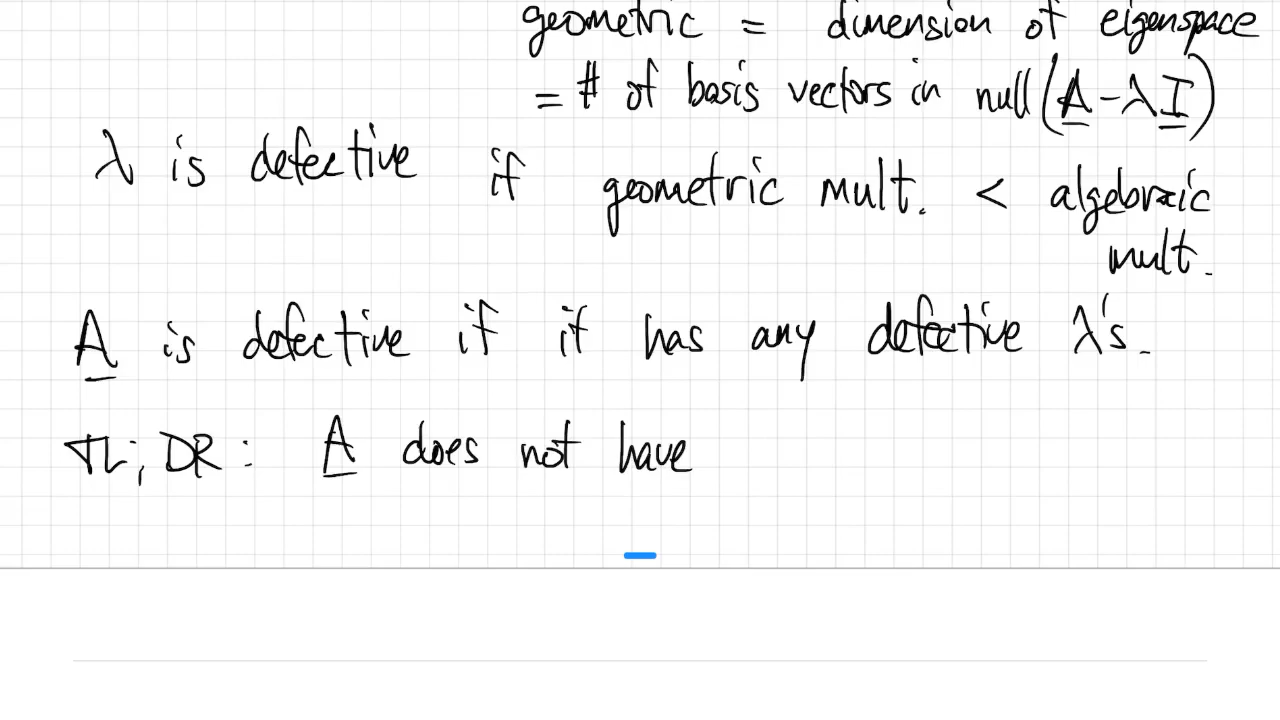 geometric = dimension of eigenspace
= # of basis vectors in null(A - λI)
λ is defective if geometric mult. < algebraic
mult.
A is defective if it has any defective λ's.
TL;DR: A does not have